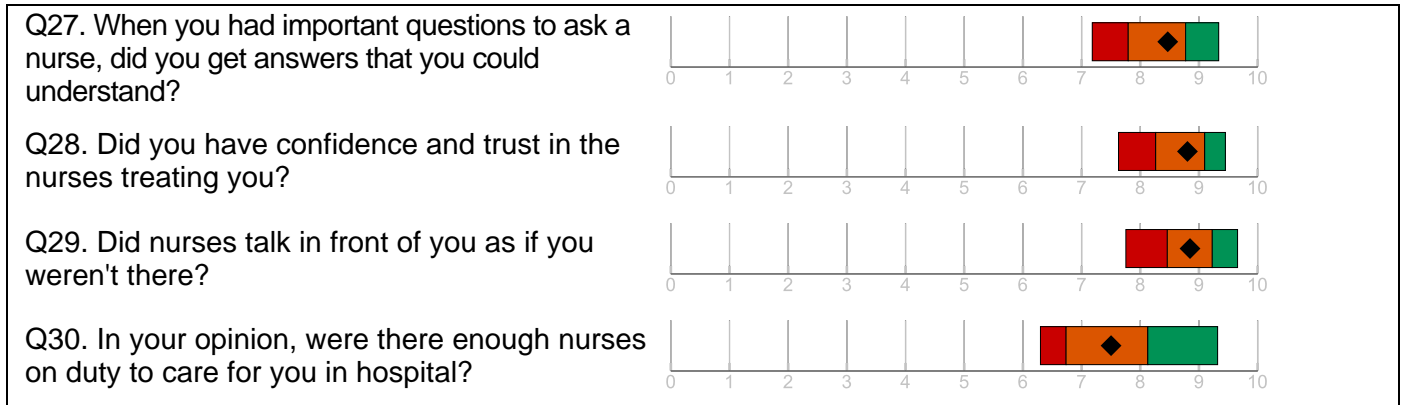 Q27. When you had important questions to ask a
nurse, did you get answers that you could
understand?
0 1 2 3 4 5 6 7 8 9 10
Q28. Did you have confidence and trust in the
nurses treating you?
0 1 2 3 4 5 6 7 8 9 10
Q29. Did nurses talk in front of you as if you
weren't there?
0 1 2 3 4 5 6 7 8 9 10
Q30. In your opinion, were there enough nurses
on duty to care for you in hospital?
0 1 2 3 4 5 6 7 8 9 10